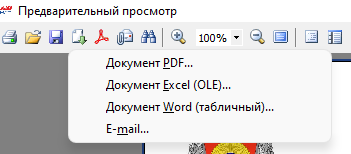 Предварительный просмотр
100%
Документ PDF...
Документ Excel (OLE)...
Документ Word (табличный)...
E-mail...